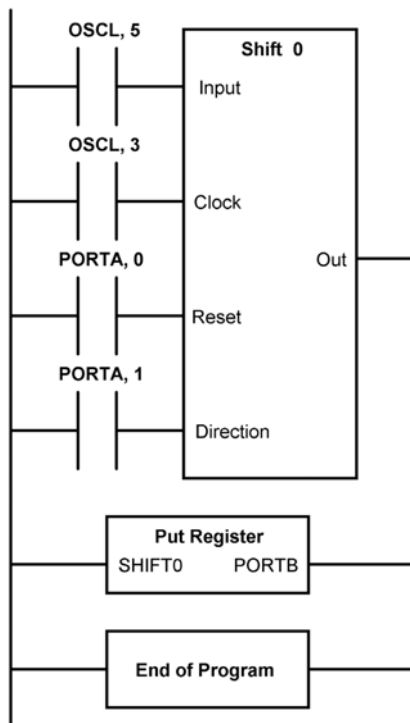 OSCL, 5
Shift 0
Input
OSCL, 3
Clock
PORTA, 0
Out
Reset
PORTA, 1
Direction
Put Register
SHIFT0 PORTB
End of Program